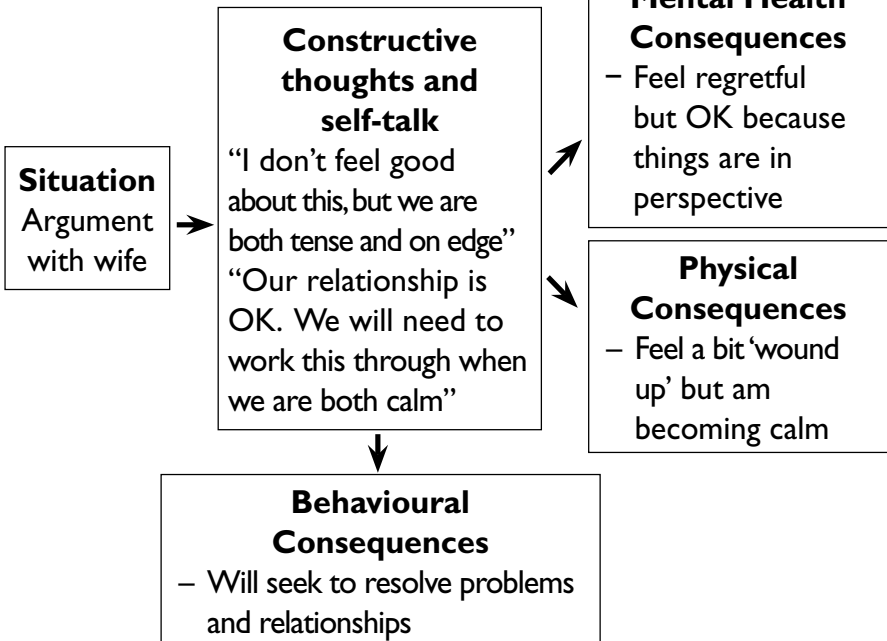 Situation
Argument
with wife
Constructive
thoughts and
self-talk
“I don’t feel good
about this, but we are
both tense and on edge”
“Our relationship is
OK. We will need to
work this through when
we are both calm”
Mental Health
Consequences
– Feel regretful
but OK because
things are in
perspective
Physical
Consequences
– Feel a bit ‘wound
up’ but am
becoming calm
Behavioural
Consequences
– Will seek to resolve problems
and relationships